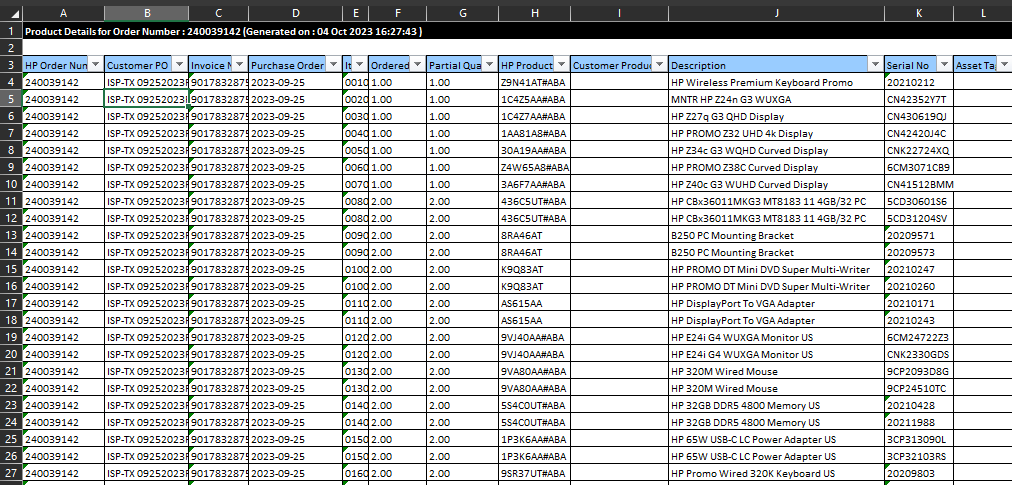 A B C D E F G H I J K L
1 Product Details for Order Number : 240039142 (Generated on : 04 Oct 2023 16:27:43 )
2
3 HP Order Nun Customer PO Invoice N Purchase Order It Ordered Partial Qua HP Product Customer Produc Description Serial No Asset Ta
4 240039142 ISP-TX 09252023 901783287 2023-09-25 0010 1.00 1.00 Z9N41AT#ABA HP Wireless Premium Keyboard Promo 20210212
5 240039142 ISP-TX 09252023 901783287 2023-09-25 0020 1.00 1.00 1C4Z5AA#ABA MNTR HP Z24n G3 WUXGA CN42352Y7T
6 240039142 ISP-TX 09252023 901783287 2023-09-25 0030 1.00 1.00 1C4Z7AA#ABA HP Z27q G3 QHD Display CN430619QJ
7 240039142 ISP-TX 09252023 901783287 2023-09-25 0040 1.00 1.00 1AA81A8#ABA HP PROMO Z32 UHD 4k Display CN42420J4C
8 240039142 ISP-TX 09252023 901783287 2023-09-25 0050 1.00 1.00 30A19AA#ABA HP Z34c G3 WQHD Curved Display CNK22724XQ
9 240039142 ISP-TX 09252023 901783287 2023-09-25 0060 1.00 1.00 Z4W65A8#ABA HP PROMO Z38C Curved Display 6CM3071CB9
10 240039142 ISP-TX 09252023 901783287 2023-09-25 0070 1.00 1.00 3A6F7AA#ABA HP Z40c G3 WUHD Curved Display CN41512BMM
11 240039142 ISP-TX 09252023 901783287 2023-09-25 0080 2.00 2.00 436C5UT#ABA HP CBx36011MKG3 MT8183 11 4GB/32 PC 5CD30601S6
12 240039142 ISP-TX 09252023 901783287 2023-09-25 0080 2.00 2.00 436C5UT#ABA HP CBx36011MKG3 MT8183 11 4GB/32 PC 5CD31204SV
13 240039142 ISP-TX 09252023 901783287 2023-09-25 0090 2.00 2.00 8RA46AT B250 PC Mounting Bracket 20209571
14 240039142 ISP-TX 09252023 901783287 2023-09-25 0090 2.00 2.00 8RA46AT B250 PC Mounting Bracket 20209573
15 240039142 ISP-TX 09252023 901783287 2023-09-25 0100 2.00 2.00 K9Q83AT HP PROMO DT Mini DVD Super Multi-Writer 20210247
16 240039142 ISP-TX 09252023 901783287 2023-09-25 0100 2.00 2.00 K9Q83AT HP PROMO DT Mini DVD Super Multi-Writer 20210260
17 240039142 ISP-TX 09252023 901783287 2023-09-25 0110 2.00 2.00 AS615AA HP DisplayPort To VGA Adapter 20210171
18 240039142 ISP-TX 09252023 901783287 2023-09-25 0110 2.00 2.00 AS615AA HP DisplayPort To VGA Adapter 20210243
19 240039142 ISP-TX 09252023 901783287 2023-09-25 0120 2.00 2.00 9VJ40AA#ABA HP E24i G4 WUXGA Monitor US 6CM24722Z3
20 240039142 ISP-TX 09252023 901783287 2023-09-25 0120 2.00 2.00 9VJ40AA#ABA HP E24i G4 WUXGA Monitor US CNK2330GDS
21 240039142 ISP-TX 09252023 901783287 2023-09-25 0130 2.00 2.00 9VA80AA#ABA HP 320M Wired Mouse 9CP2093D8G
22 240039142 ISP-TX 09252023 901783287 2023-09-25 0130 2.00 2.00 9VA80AA#ABA HP 320M Wired Mouse 9CP24510TC
23 240039142 ISP-TX 09252023 901783287 2023-09-25 0140 2.00 2.00 5S4C0UT#ABA HP 32GB DDR5 4800 Memory US 20210428
24 240039142 ISP-TX 09252023 901783287 2023-09-25 0140 2.00 2.00 5S4C0UT#ABA HP 32GB DDR5 4800 Memory US 20211988
25 240039142 ISP-TX 09252023 901783287 2023-09-25 0150 2.00 2.00 1P3K6AA#ABA HP 65W USB-C LC Power Adapter US 3CP313090L
26 240039142 ISP-TX 09252023 901783287 2023-09-25 0150 2.00 2.00 1P3K6AA#ABA HP 65W USB-C LC Power Adapter US 3CP32103RS
27 240039142 ISP-TX 09252023 901783287 2023-09-25 0160 2.00 2.00 9SR37UT#ABA HP Promo Wired 320K Keyboard US 20209803